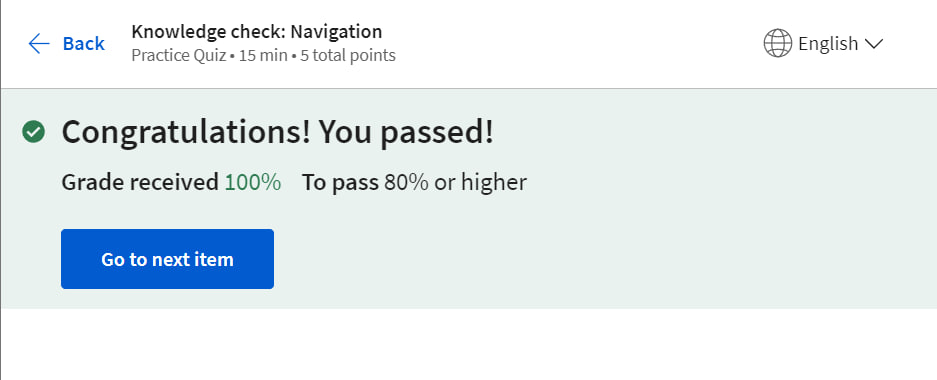 Back
Knowledge check: Navigation
Practice Quiz • 15 min • 5 total points
English
Congratulations! You passed!
Grade received 100% To pass 80% or higher
Go to next item